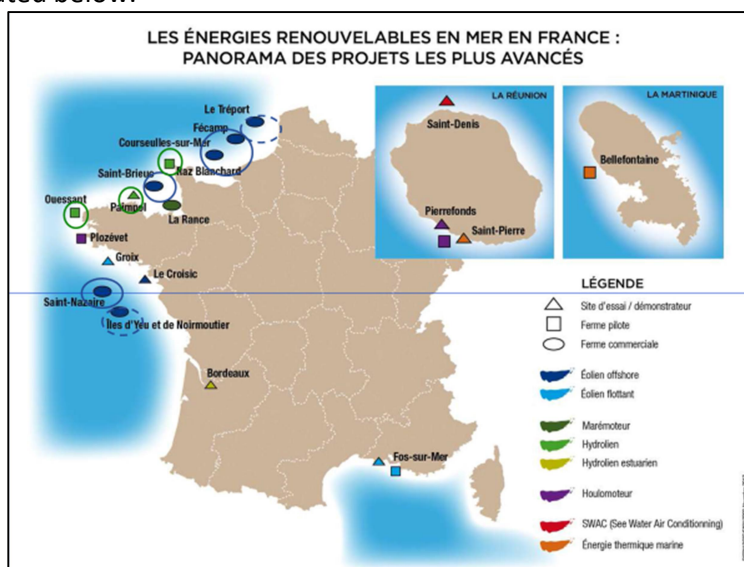 LES ÉNERGIES RENOUVELABLES EN MER EN FRANCE :
PANORAMA DES PROJETS LES PLUS AVANCÉS
Le Tréport
Fécamp
Courseulles-sur-Mer
Raz Blanchard
Saint-Brieuc
Ouessant
Paimpol
La Rance
Plozévet
Groix
Le Croisic
Saint-Nazaire
Îles d'Yeu et de Noirmoutier
Bordeaux
Fos-sur-Mer
LA RÉUNION
Saint-Denis
Pierrefonds
Saint-Pierre
LA MARTINIQUE
Bellefontaine
LÉGENDE
Site d'essai / démonstrateur
Ferme pilote
Ferme commerciale
Éolien offshore
Éolien flottant
Marémoteur
Hydrolien
Hydrolien estuarien
Houlomoteur
SWAC (See Water Air Conditionning)
Énergie thermique marine